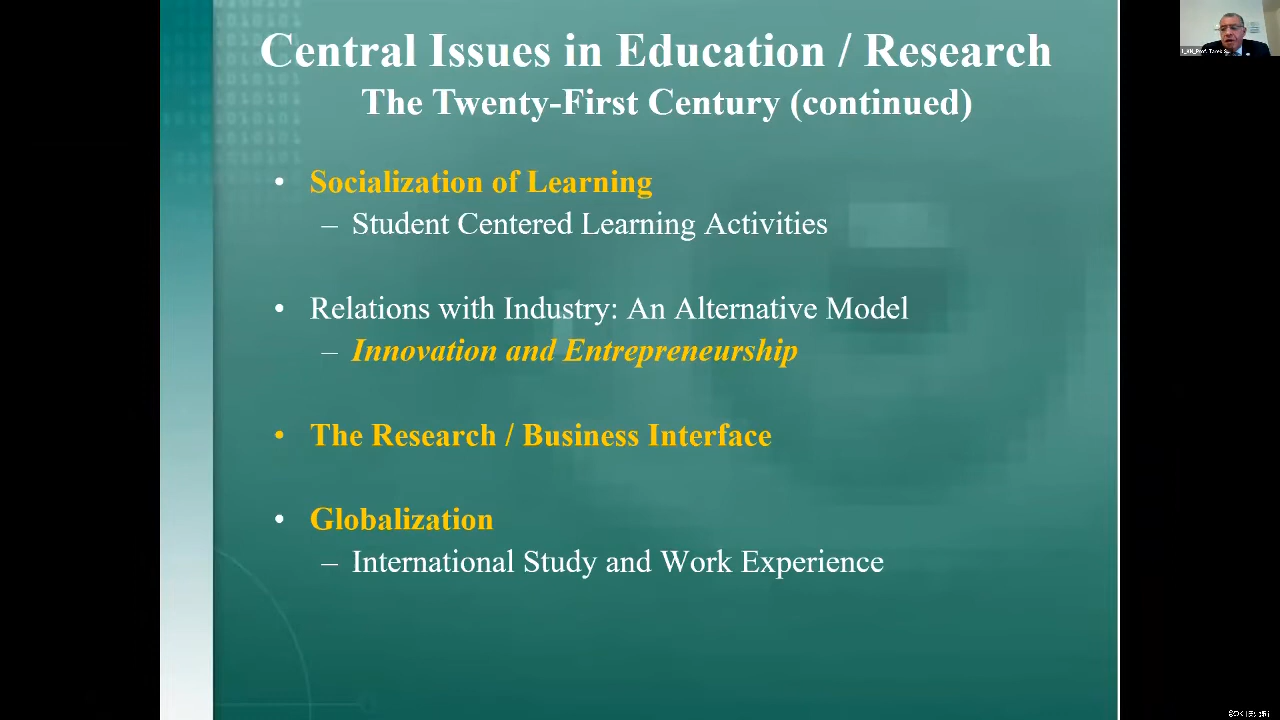 Central Issues in Education / Research
The Twenty-First Century (continued)
• Socialization of Learning
– Student Centered Learning Activities
• Relations with Industry: An Alternative Model
– Innovation and Entrepreneurship
• The Research / Business Interface
• Globalization
– International Study and Work Experience